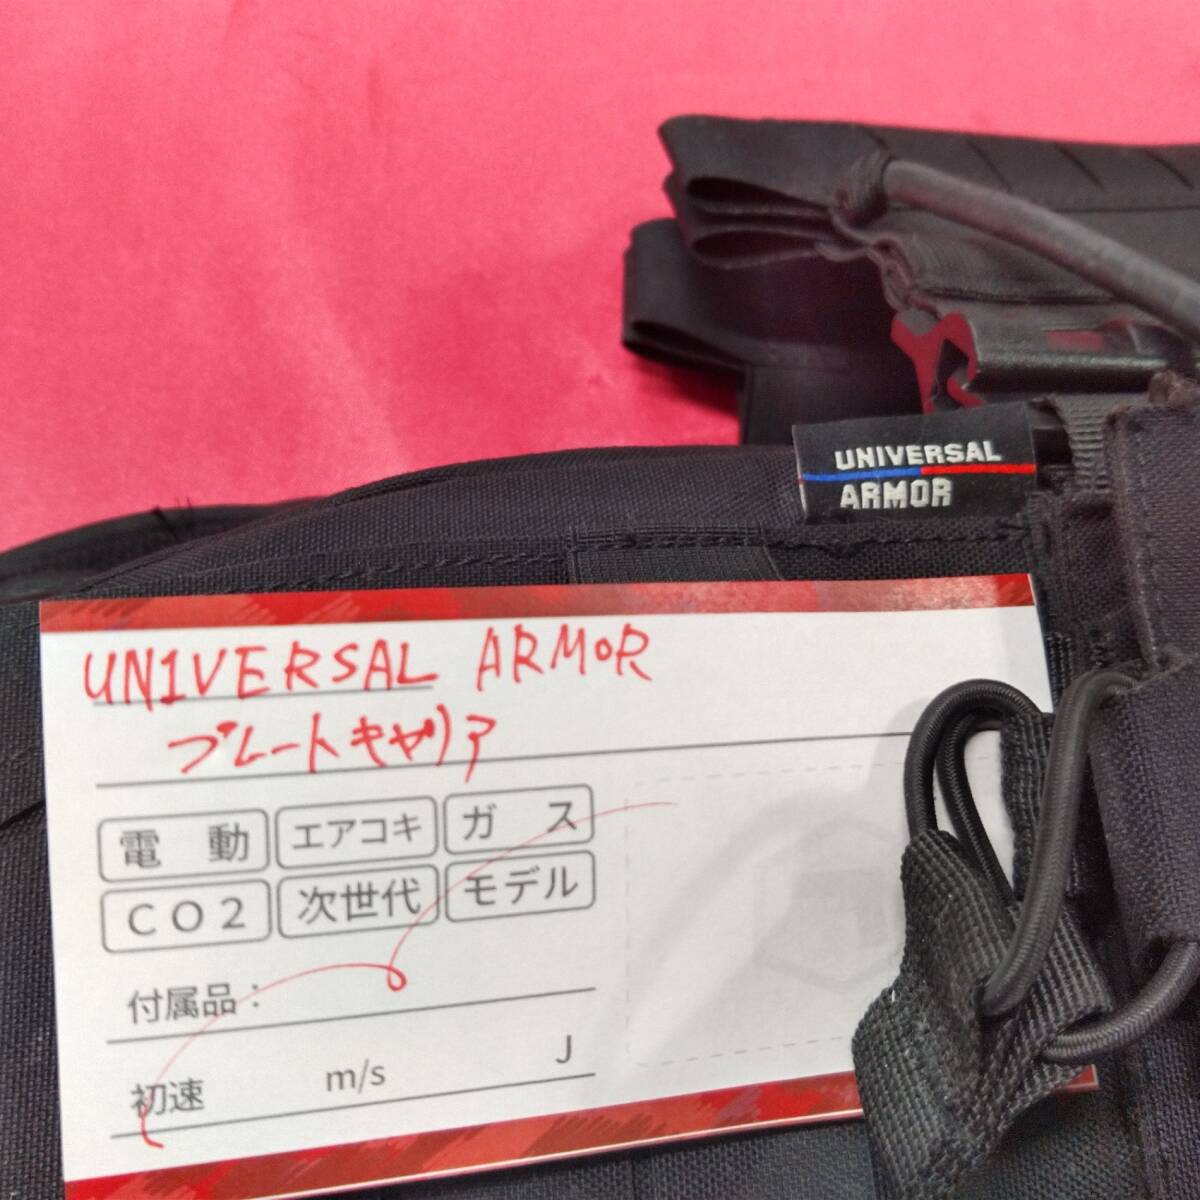 UNIVERSAL
ARMOR
UNIVERSAL ARMOR
プレートキャリア
電動 エアコキ ガス
CO2 次世代 モデル
付属品：
初速 m/s J